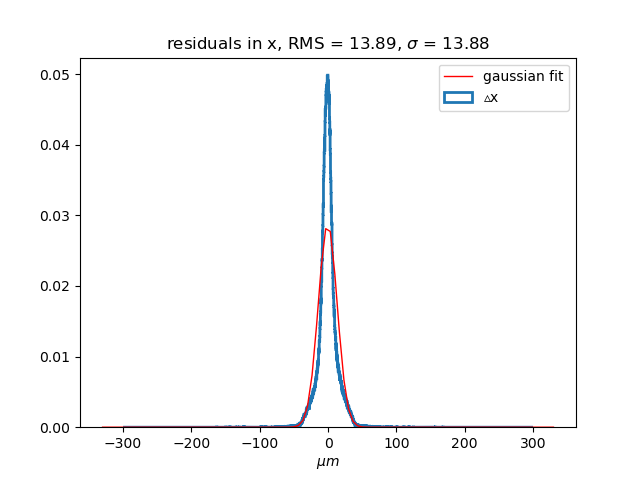 residuals in x, RMS = 13.89, σ = 13.88
gaussian fit
△x
0.05
0.04
0.03
0.02
0.01
0.00
−300 −200 −100 0 100 200 300
μm